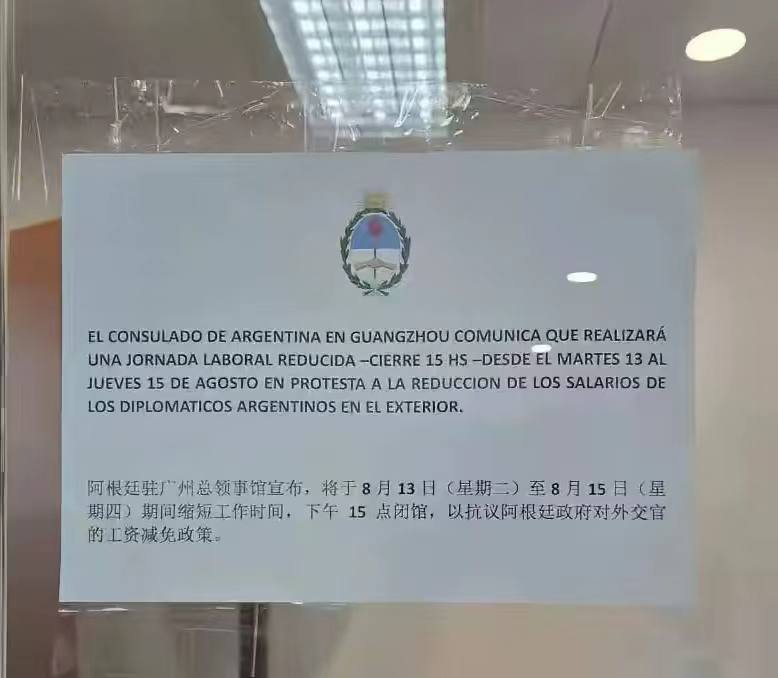 EL CONSULADO DE ARGENTINA EN GUANGZHOU COMUNICA QUE REALIZARÁ
UNA JORNADA LABORAL REDUCIDA –CIERRE 15 HS –DESDE EL MARTES 13 AL
JUEVES 15 DE AGOSTO EN PROTESTA A LA REDUCCION DE LOS SALARIOS DE
LOS DIPLOMATICOS ARGENTINOS EN EL EXTERIOR.
阿根廷驻广州总领事馆宣布，将于 8 月 13 日（星期二）至 8 月 15 日（星
期四）期间缩短工作时间，下午 15 点闭馆，以抗议阿根廷政府对外交官
的工资减免政策。